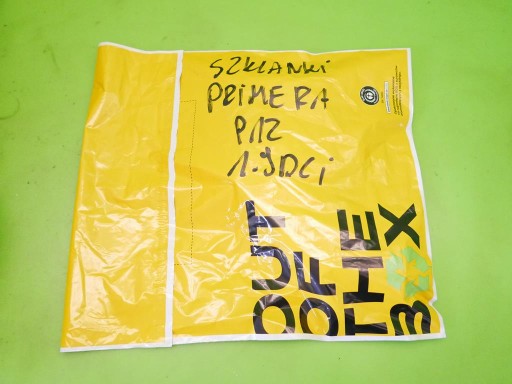 SZKLANKI
PRIMERA
P12
1.9DCi
OUT
OF
THE
BOX